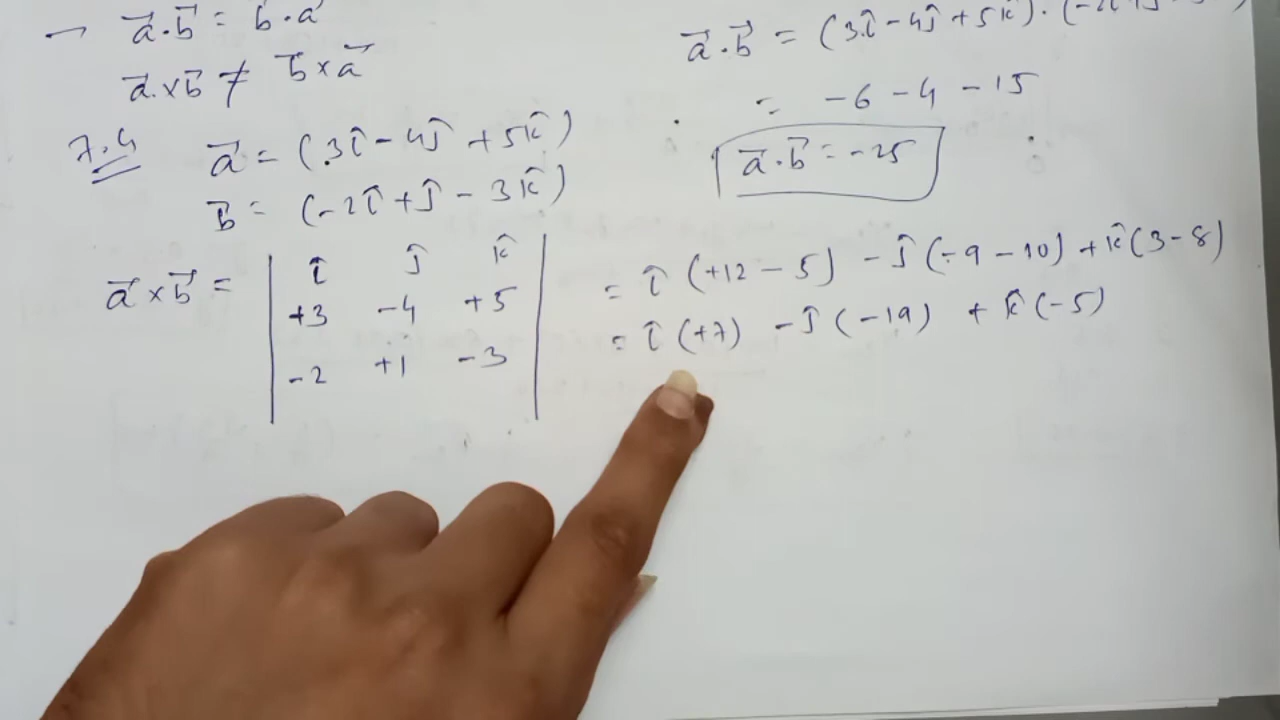 → a⃗.b⃗ = b⃗.a⃗
a⃗×b⃗ ≠ b⃗×a⃗
7.4
a⃗ = (3î - 4ĵ + 5k̂)
b⃗ = (-2î + ĵ - 3k̂)
a⃗×b⃗ = | î ĵ k̂
+3 -4 +5
-2 +1 -3 |
a⃗.b⃗ = (3î - 4ĵ + 5k̂).(-2î
= -6 - 4 - 15
a⃗.b⃗ = -25
= î(+12 - 5) - ĵ(-9 - 10) + k̂(3 - 8)
= î(+7) - ĵ(-19) + k̂(-5)